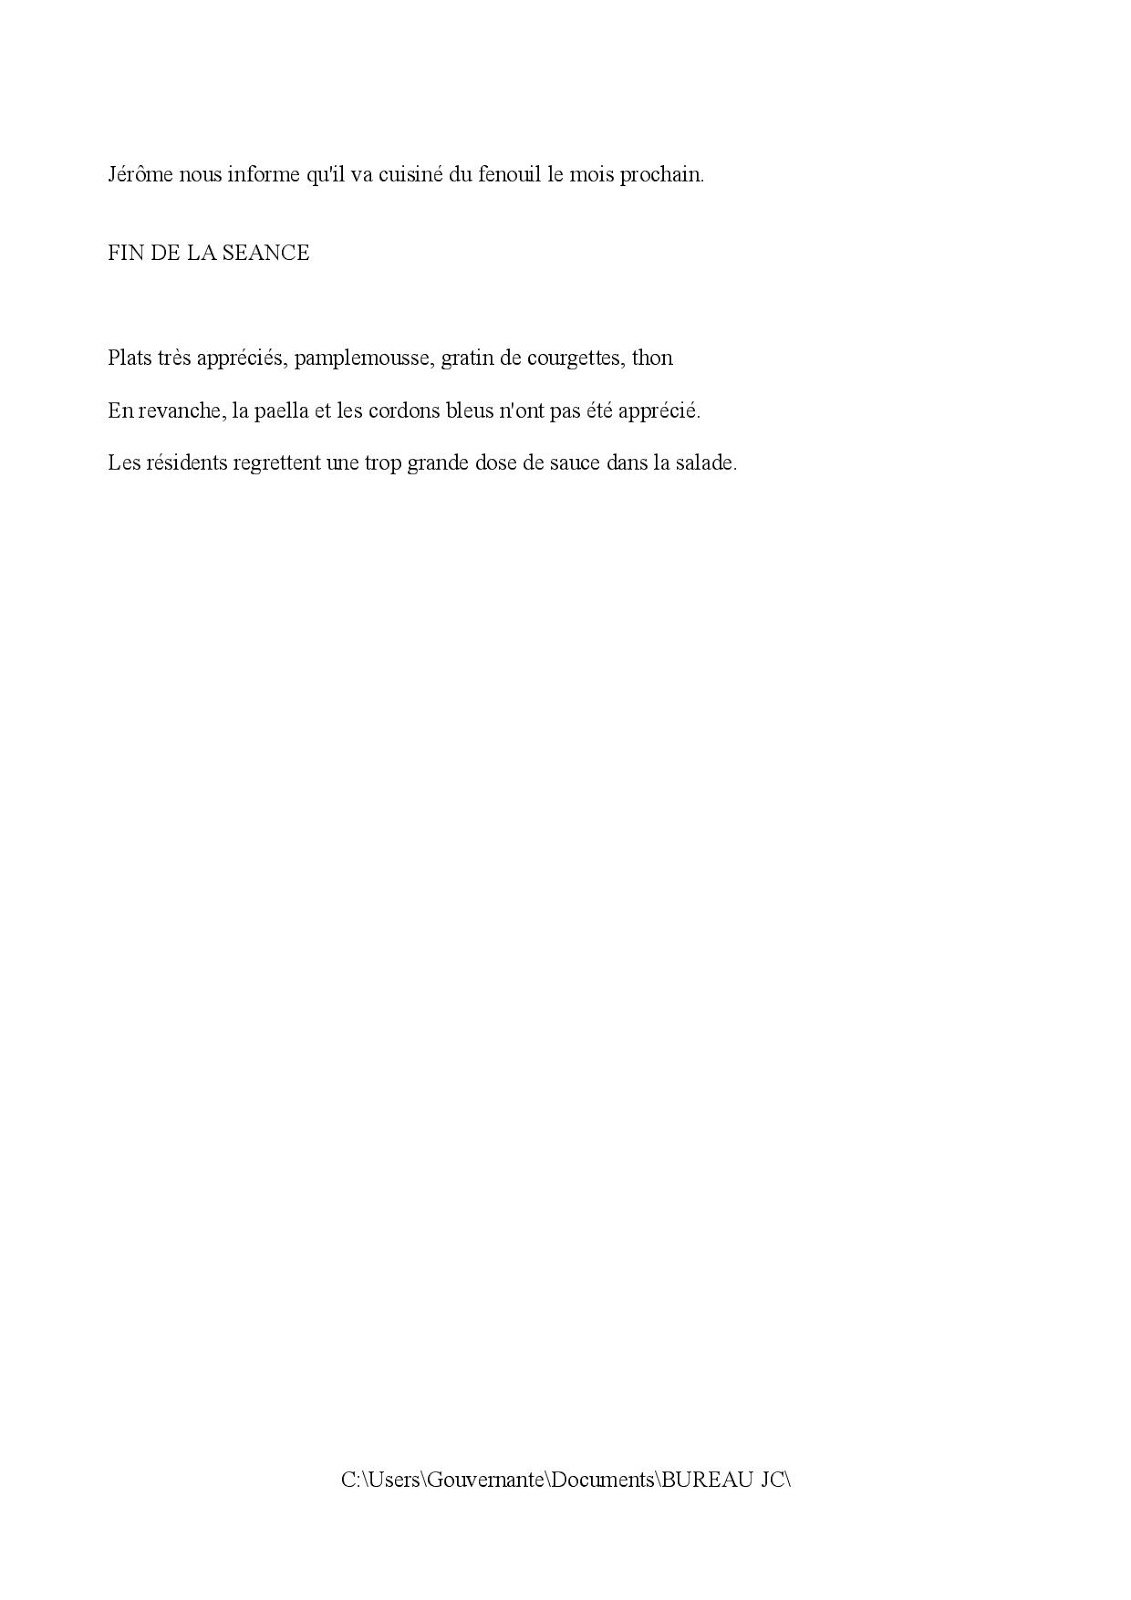 Jérôme nous informe qu'il va cuisiné du fenouil le mois prochain.
FIN DE LA SEANCE
Plats très appréciés, pamplemousse, gratin de courgettes, thon
En revanche, la paella et les cordons bleus n'ont pas été apprécié.
Les résidents regrettent une trop grande dose de sauce dans la salade.
C:\Users\Gouvernante\Documents\BUREAU JC\